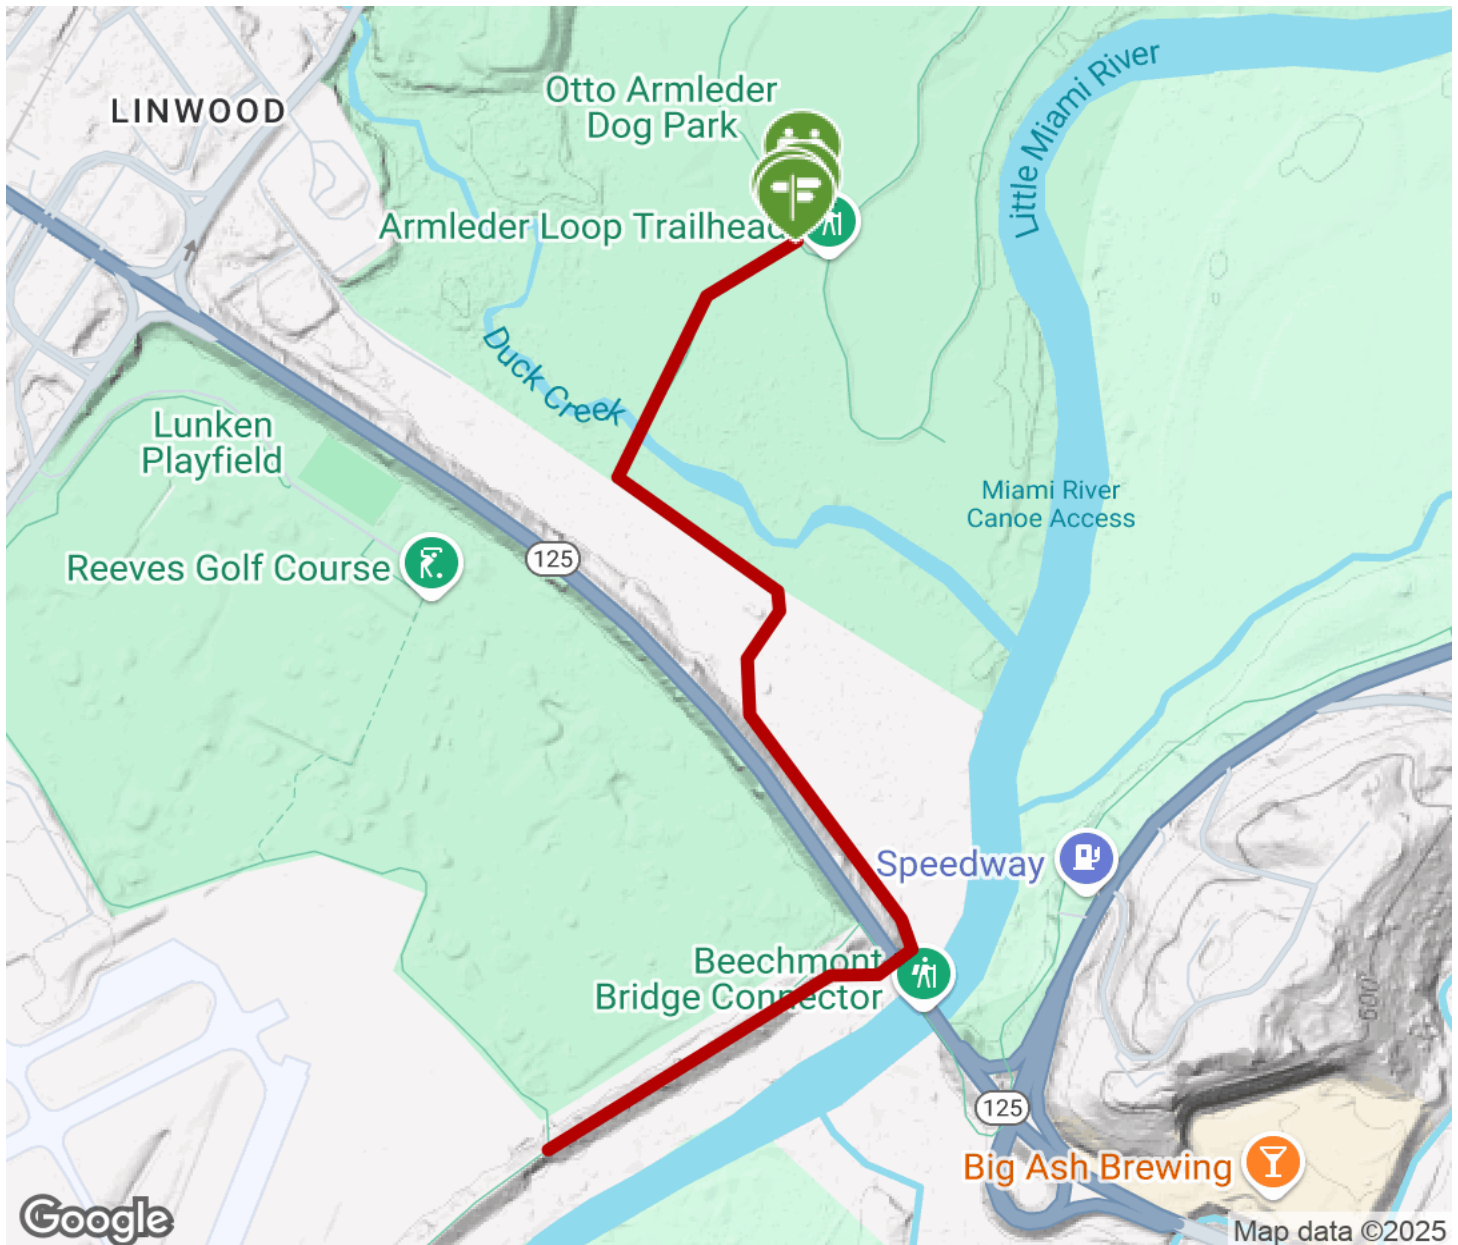 LINWOOD
Otto Armleder
Dog Park
Little Miami River
Armleder Loop Trailhead
Duck Creek
Lunken
Playfield
Miami River
Canoe Access
125
Reeves Golf Course
Speedway
Beechmont
Bridge Connector
600
125
Big Ash Brewing
Google
Map data ©2025